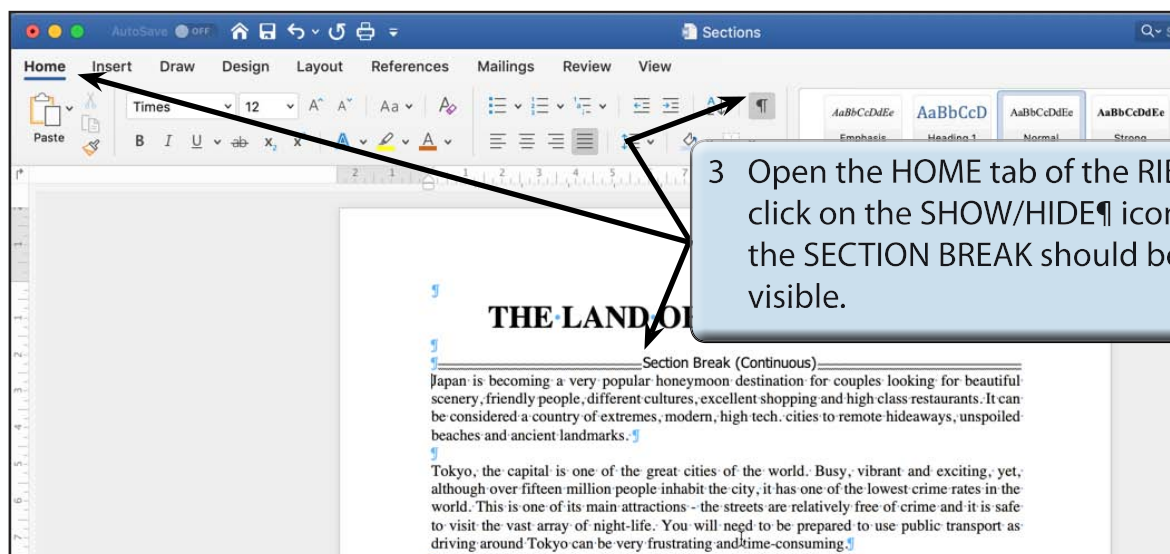 AutoSave OFF Sections
Home Insert Draw Design Layout References Mailings Review View
Times 12 A^ Aˇ Aa A
Paste B I U ab x₂ A A
AaBbCcDdEe AaBbCcD AaBbCcDdEe AaBbCcDdEe
Emphasis Heading 1 Normal Strong
3 Open the HOME tab of the
click on the SHOW/HIDE¶
the SECTION BREAK should
visible.
THE LAND
Section Break (Continuous)
Japan is becoming a very popular honeymoon destination for couples looking for beautiful
scenery, friendly people, different cultures, excellent shopping and high class restaurants. It can
be considered a country of extremes, modern, high tech. cities to remote hideaways, unspoiled
beaches and ancient landmarks. ¶
Tokyo, the capital is one of the great cities of the world. Busy, vibrant and exciting, yet,
although over fifteen million people inhabit the city, it has one of the lowest crime rates in the
world. This is one of its main attractions - the streets are relatively free of crime and it is safe
to visit the vast array of night-life. You will need to be prepared to use public transport as
driving around Tokyo can be very frustrating and time-consuming.¶